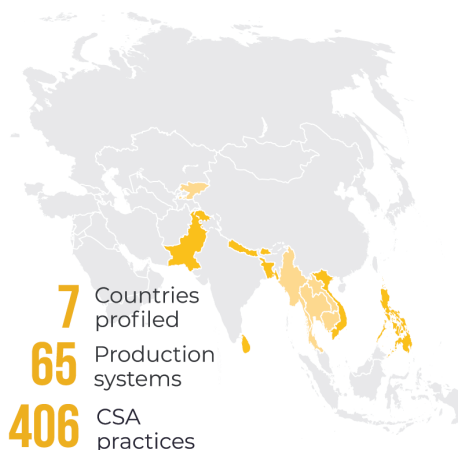 7 Countries
profiled
65 Production
systems
406 CSA
practices